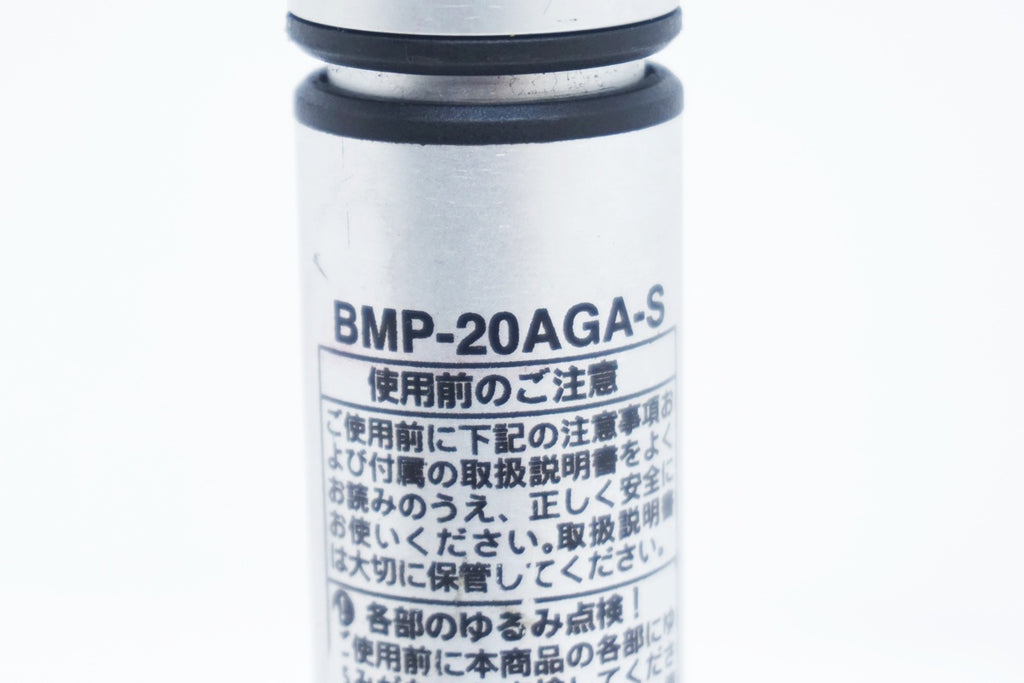 BMP-20AGA-S
使用前のご注意
ご使用前に下記の注意事項お
よび付属の取扱説明書をよく
お読みのうえ、正しく安全に
お使いください。取扱説明書
は大切に保管してください。
各部のゆるみ点検!
ご使用前に本商品の各部にゆ